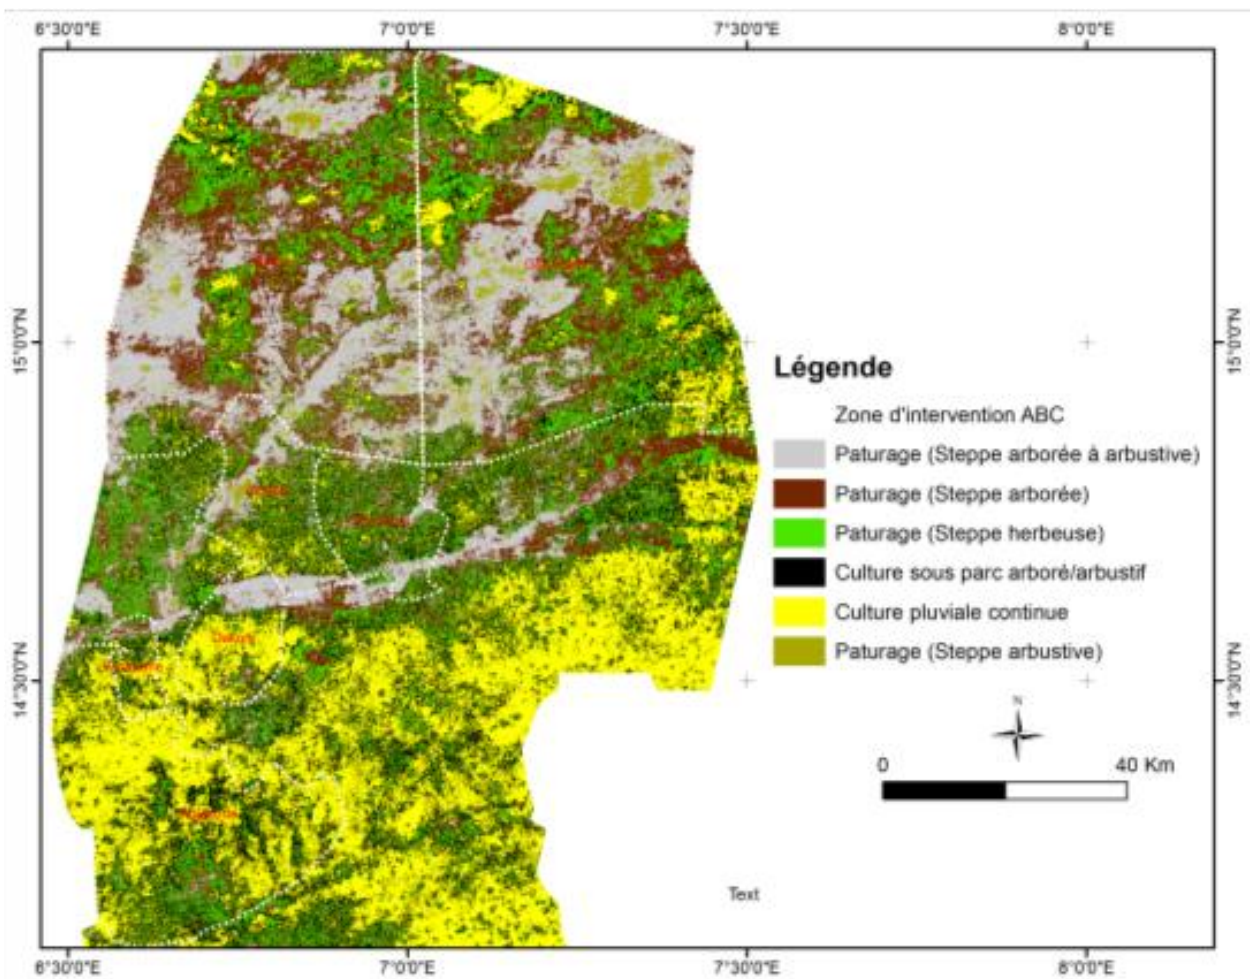 6°30'0"E 7°0'0"E 7°30'0"E 8°0'0"E
15°0'0"N 15°0'0"N
Légende
Zone d'intervention ABC
Paturage (Steppe arborée à arbustive)
Paturage (Steppe arborée)
Paturage (Steppe herbeuse)
Culture sous parc arboré/arbustif
Culture pluviale continue
Paturage (Steppe arbustive)
14°30'0"N 14°30'0"N
N
0 40 Km
Text
6°30'0"E 7°0'0"E 7°30'0"E 8°0'0"E